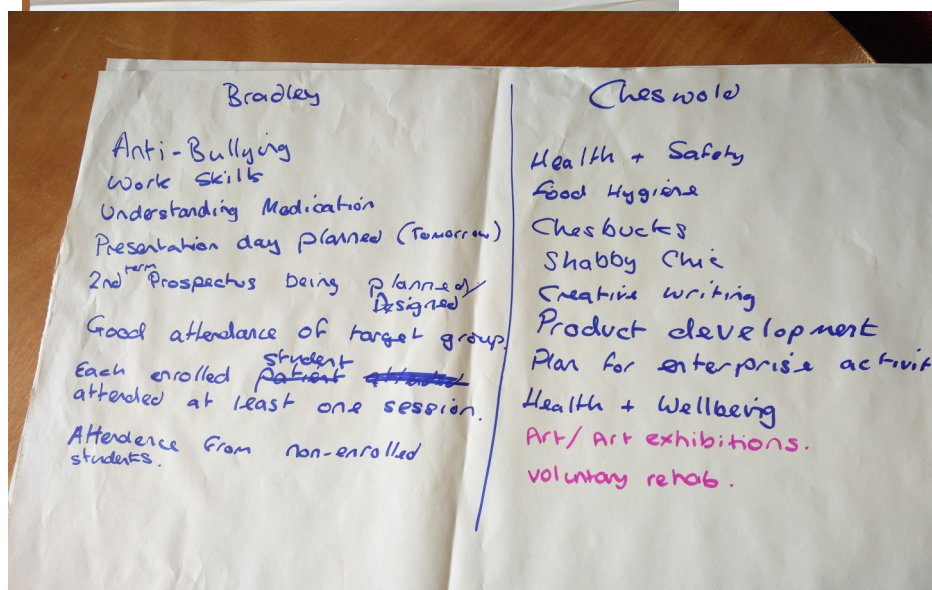 Bradley
Anti-Bullying
Work Skills
Understanding Medication
Presentation day planned (Tomorrow)
2nd term Prospectus being planned/
Designed
Good attendance of target group.
student
Each enrolled patient
attended at least one session.
Attendence from non-enrolled
students.
Cheswold
Health + Safety
Food Hygiene
Chesbucks
Shabby Chic
Creative writing
Product development
Plan for enterprise activit
Health + Wellbeing
Art/ Art exhibitions.
voluntary rehab.